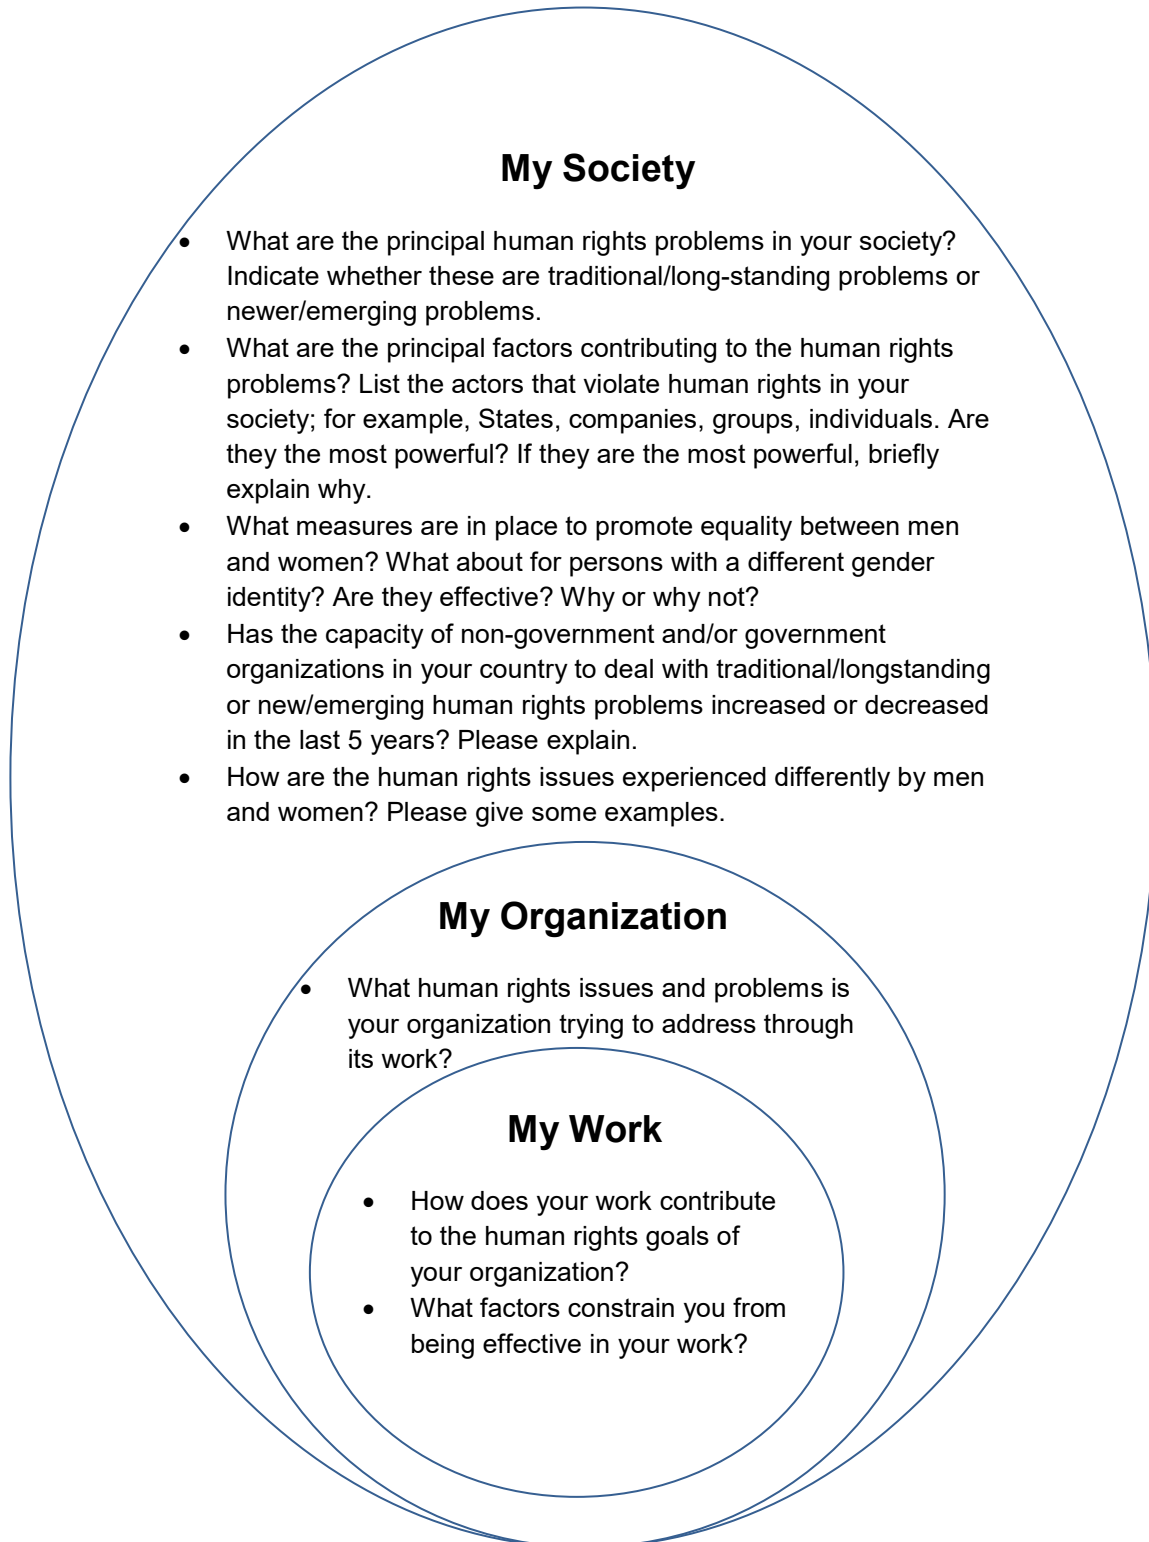 My Society
• What are the principal human rights problems in your society?
Indicate whether these are traditional/long-standing problems or
newer/emerging problems.
• What are the principal factors contributing to the human rights
problems? List the actors that violate human rights in your
society; for example, States, companies, groups, individuals. Are
they the most powerful? If they are the most powerful, briefly
explain why.
• What measures are in place to promote equality between men
and women? What about for persons with a different gender
identity? Are they effective? Why or why not?
• Has the capacity of non-government and/or government
organizations in your country to deal with traditional/longstanding
or new/emerging human rights problems increased or decreased
in the last 5 years? Please explain.
• How are the human rights issues experienced differently by men
and women? Please give some examples.
My Organization
• What human rights issues and problems is
your organization trying to address through
its work?
My Work
• How does your work contribute
to the human rights goals of
your organization?
• What factors constrain you from
being effective in your work?